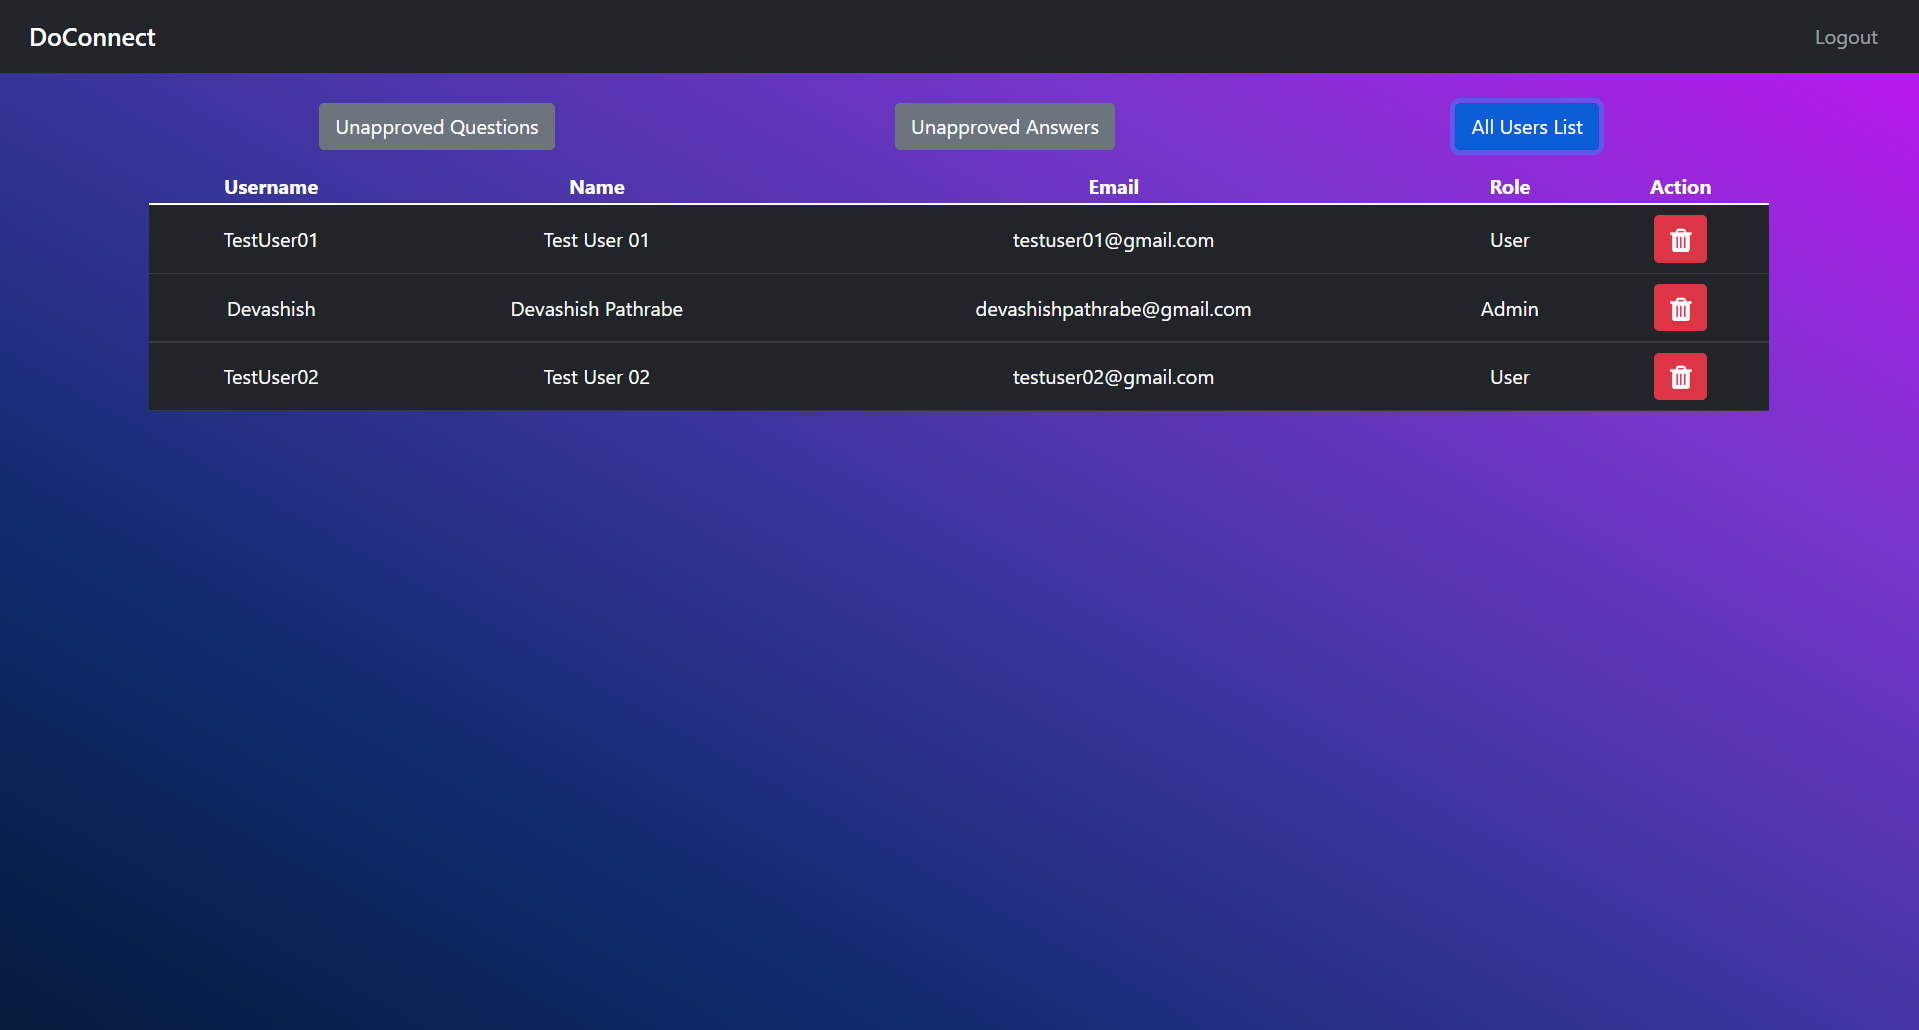 DoConnect Logout
Unapproved Questions Unapproved Answers All Users List
Username Name Email Role Action
TestUser01 Test User 01 testuser01@gmail.com User
Devashish Devashish Pathrabe devashishpathrabe@gmail.com Admin
TestUser02 Test User 02 testuser02@gmail.com User